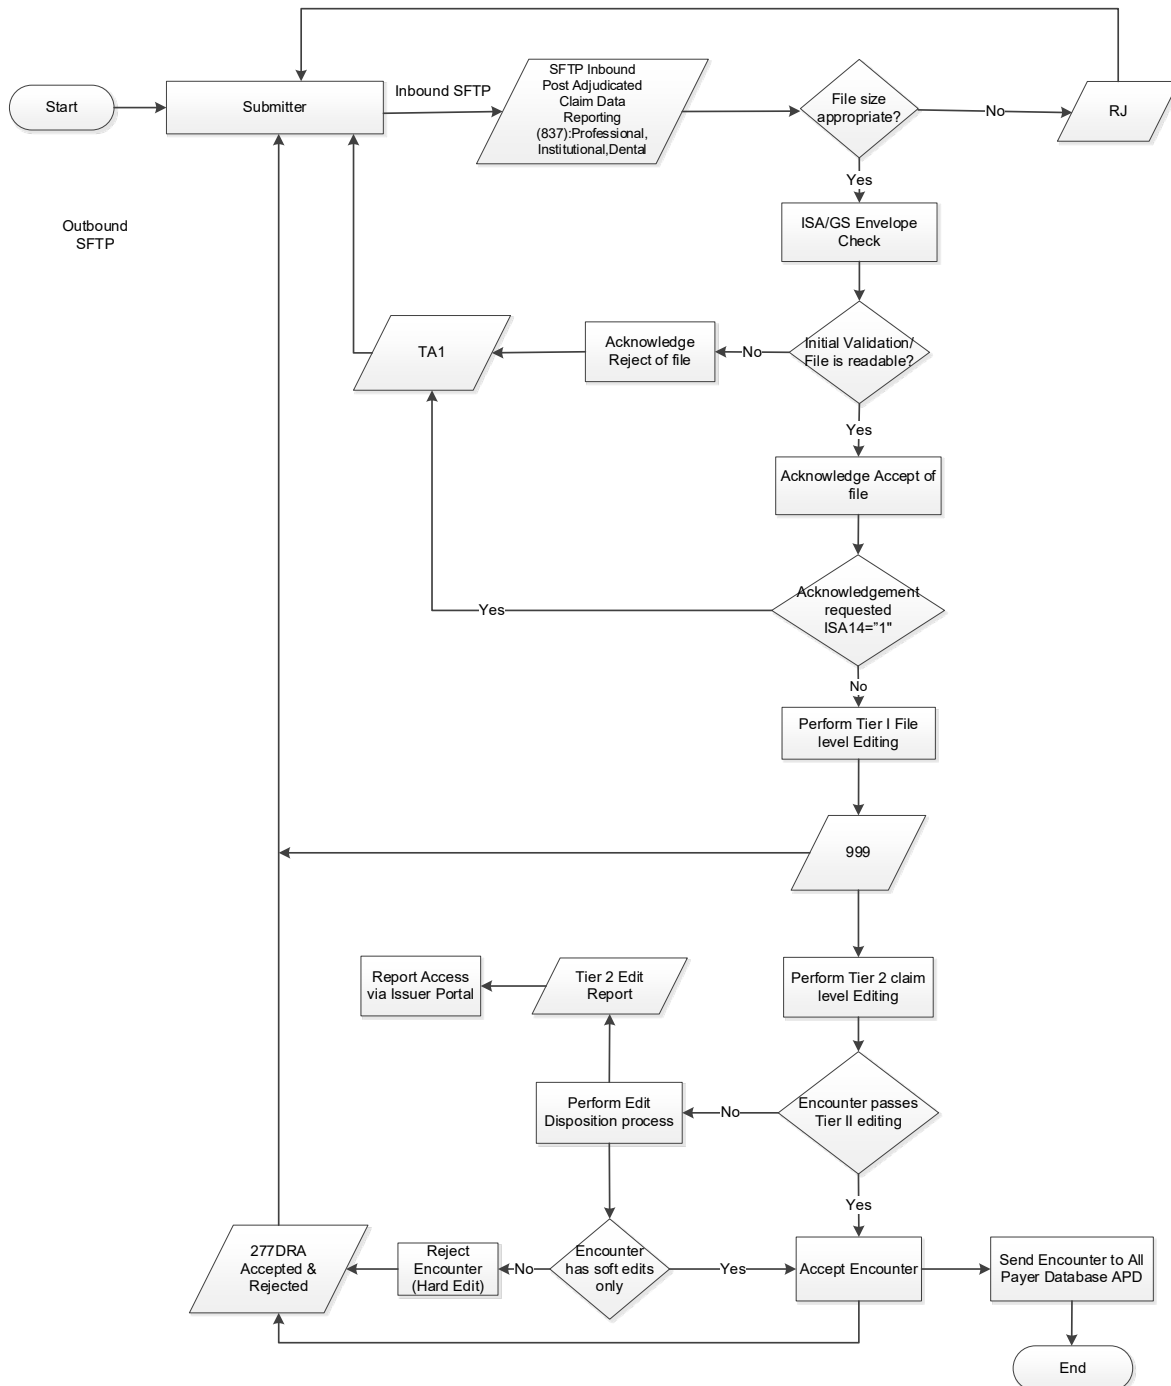 Start
Submitter
Inbound SFTP
SFTP Inbound
Post Adjudicated
Claim Data
Reporting
(837):Professional,
Institutional,Dental
File size
appropriate?
No
RJ
Yes
Outbound
SFTP
ISA/GS Envelope
Check
TA1
Acknowledge
Reject of file
No
Initial Validation/
File is readable?
Yes
Acknowledge Accept of
file
Yes
Acknowledgement
requested
ISA14=”1"
No
Perform Tier I File
level Editing
999
Report Access
via Issuer Portal
Tier 2 Edit
Report
Perform Tier 2 claim
level Editing
Perform Edit
Disposition process
No
Encounter passes
Tier II editing
Yes
277DRA
Accepted &
Rejected
Reject
Encounter
(Hard Edit)
No
Encounter
has soft edits
only
Yes
Accept Encounter
Send Encounter to All
Payer Database APD
End